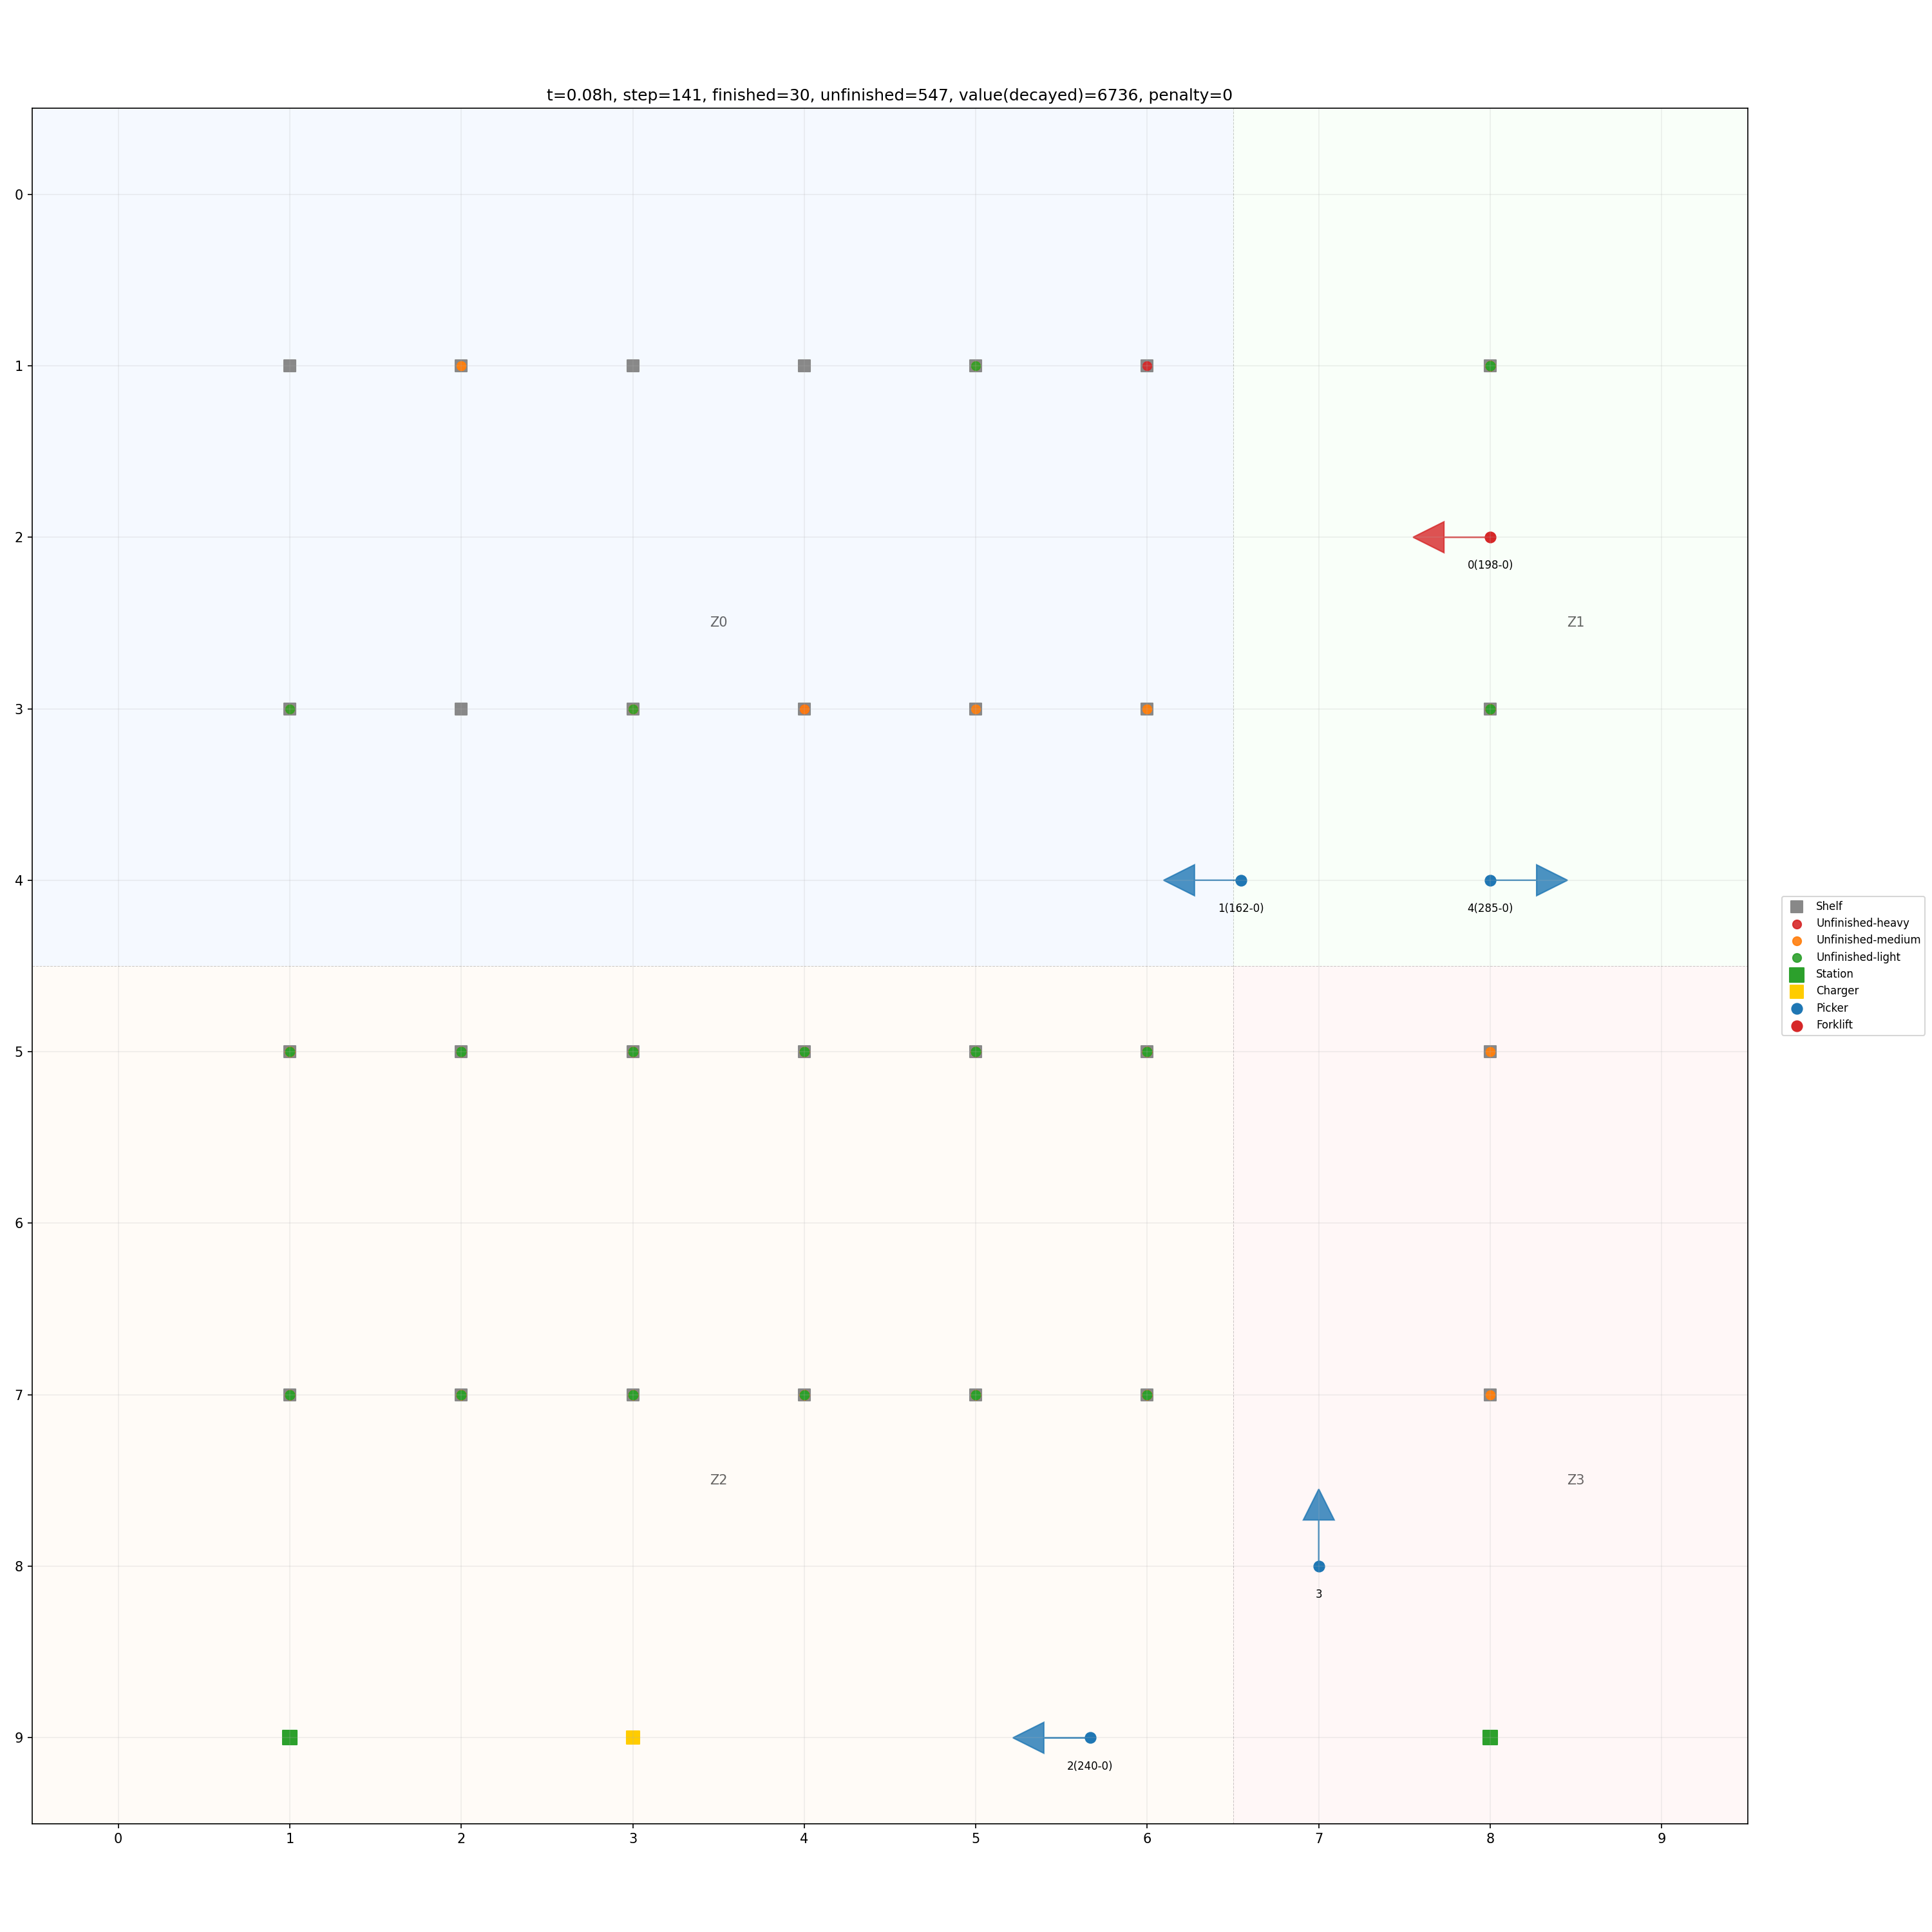 t=0.08h, step=141, finished=30, unfinished=547, value(decayed)=6736, penalty=0
0
1
2
0(198-0)
Z0
Z1
3
4
1(162-0)
4(285-0)
Shelf
Unfinished-heavy
Unfinished-medium
Unfinished-light
Station
Charger
Picker
Forklift
5
6
7
Z2
Z3
8
3
9
2(240-0)
0 1 2 3 4 5 6 7 8 9